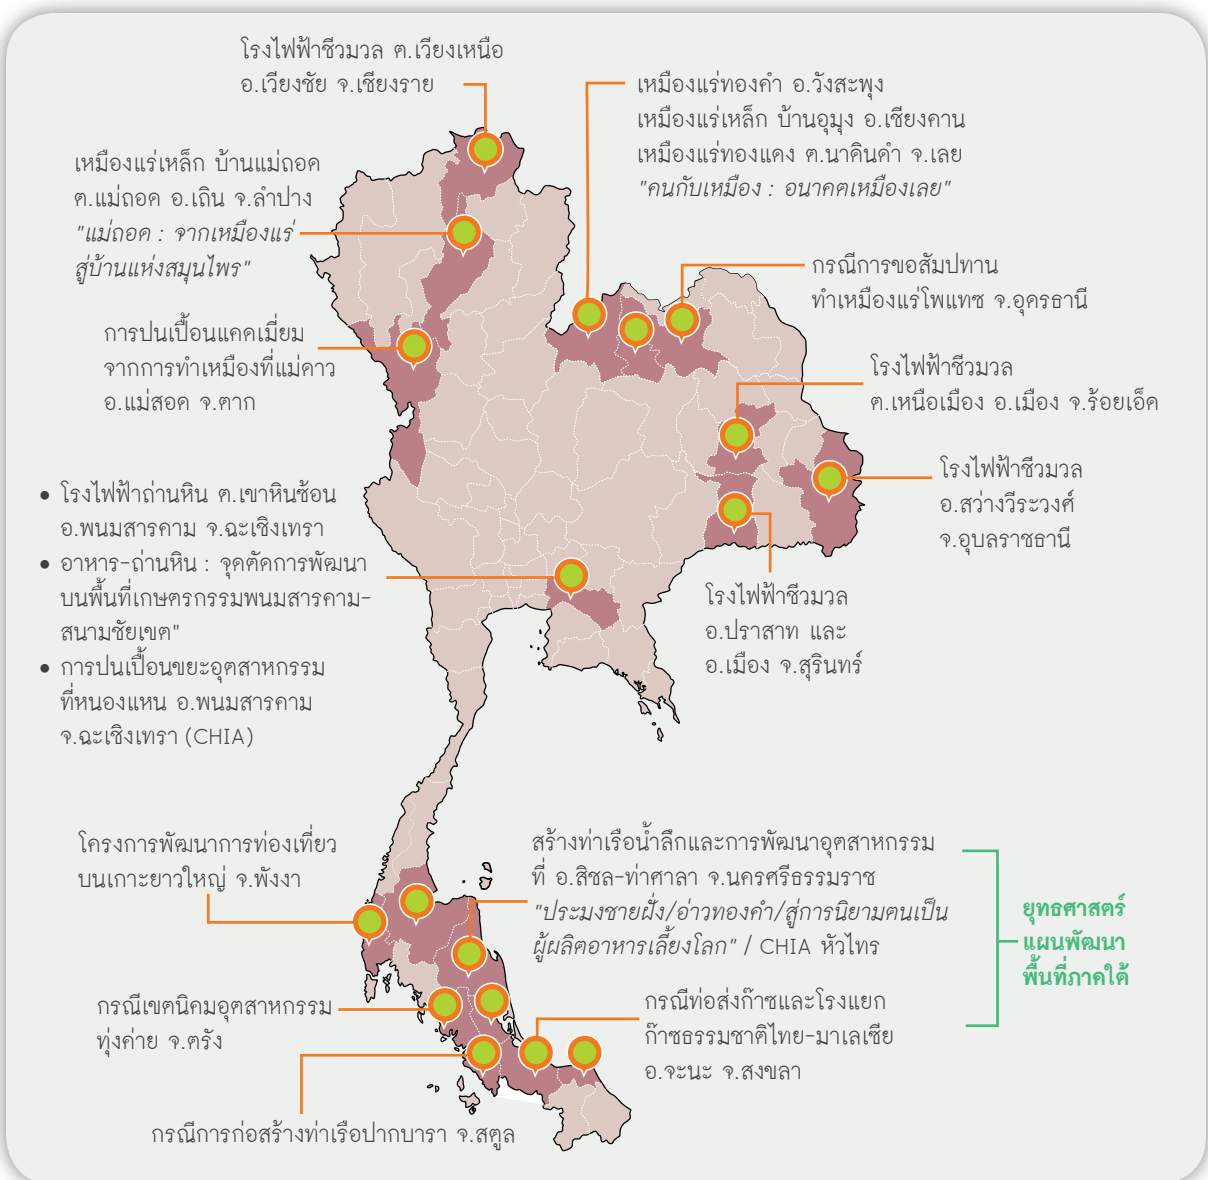 โรงไฟฟ้าชีวมวล ต.เวียงเหนือ
อ.เวียงชัย จ.เชียงราย
เหมืองแร่ทองคำ อ.วังสะพุง
เหมืองแร่เหล็ก บ้านอุมุง อ.เชียงคาน
เหมืองแร่ทองแดง ต.นาดินดำ จ.เลย
"คนกับเหมือง : อนาคตเหมืองเลย"
เหมืองแร่เหล็ก บ้านแม่ถอด
ต.แม่ถอด อ.เถิน จ.ลำปาง
"แม่ถอด : จากเหมืองแร่
สู่บ้านแห่งสมุนไพร"
กรณีการขอสัมปทาน
ทำเหมืองแร่โพแทซ จ.อุดรธานี
การปนเปื้อนแคดเมี่ยม
จากการทำเหมืองที่แม่ดาว
อ.แม่สอด จ.ตาก
โรงไฟฟ้าชีวมวล
ต.เหนือเมือง อ.เมือง จ.ร้อยเอ็ด
โรงไฟฟ้าชีวมวล
อ.สว่างวีระวงศ์
จ.อุบลราชธานี
• โรงไฟฟ้าถ่านหิน ต.เขาหินซ้อน
อ.พนมสารคาม จ.ฉะเชิงเทรา
• อาหาร-ถ่านหิน : จุดตัดการพัฒนา
บนพื้นที่เกษตรกรรมพนมสารคาม-
สนามชัยเขต"
• การปนเปื้อนขยะอุตสาหกรรม
ที่หนองแหน อ.พนมสารคาม
จ.ฉะเชิงเทรา (CHIA)
โรงไฟฟ้าชีวมวล
อ.ปราสาท และ
อ.เมือง จ.สุรินทร์
โครงการพัฒนาการท่องเที่ยว
บนเกาะยาวใหญ่ จ.พังงา
สร้างท่าเรือน้ำลึกและการพัฒนาอุตสาหกรรม
ที่ อ.สิชล-ท่าศาลา จ.นครศรีธรรมราช
"ประมงชายฝั่ง/อ่าวทองคำ/สู่การนิยามตนเป็น
ผู้ผลิตอาหารเลี้ยงโลก" / CHIA หัวไทร
ยุทธศาสตร์
แผนพัฒนา
พื้นที่ภาคใต้
กรณีเขตนิคมอุตสาหกรรม
ทุ่งค่าย จ.ตรัง
กรณีท่อส่งก๊าซและโรงแยก
ก๊าซธรรมชาติไทย-มาเลเซีย
อ.จะนะ จ.สงขลา
กรณีการก่อสร้างท่าเรือปากบารา จ.สตูล